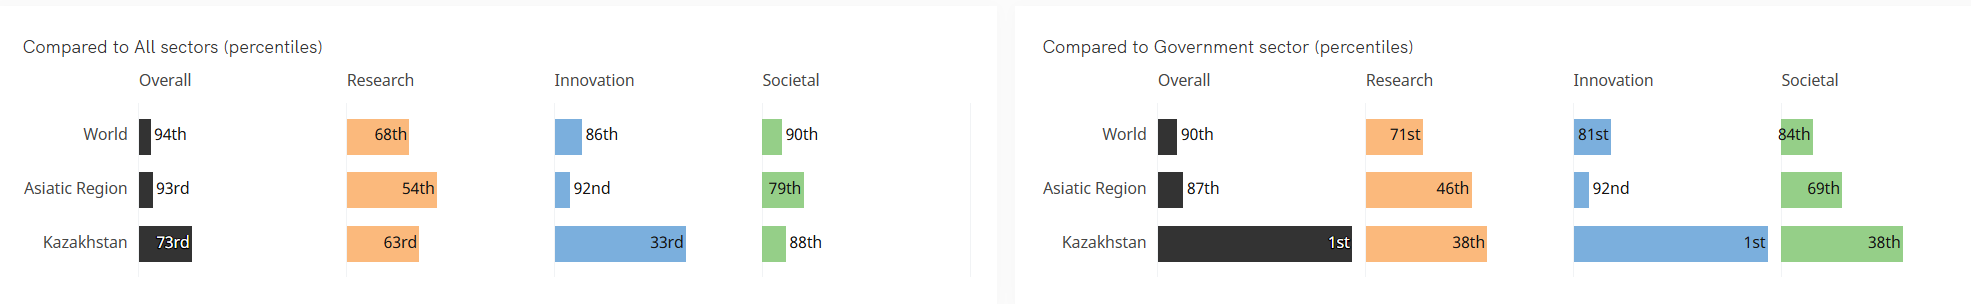 Compared to All sectors (percentiles)
Overall Research Innovation Societal
World 94th 68th 86th 90th
Asiatic Region 93rd 54th 92nd 79th
Kazakhstan 73rd 63rd 33rd 88th
Compared to Government sector (percentiles)
Overall Research Innovation Societal
World 90th 71st 81st 84th
Asiatic Region 87th 46th 92nd 69th
Kazakhstan 1st 38th 1st 38th